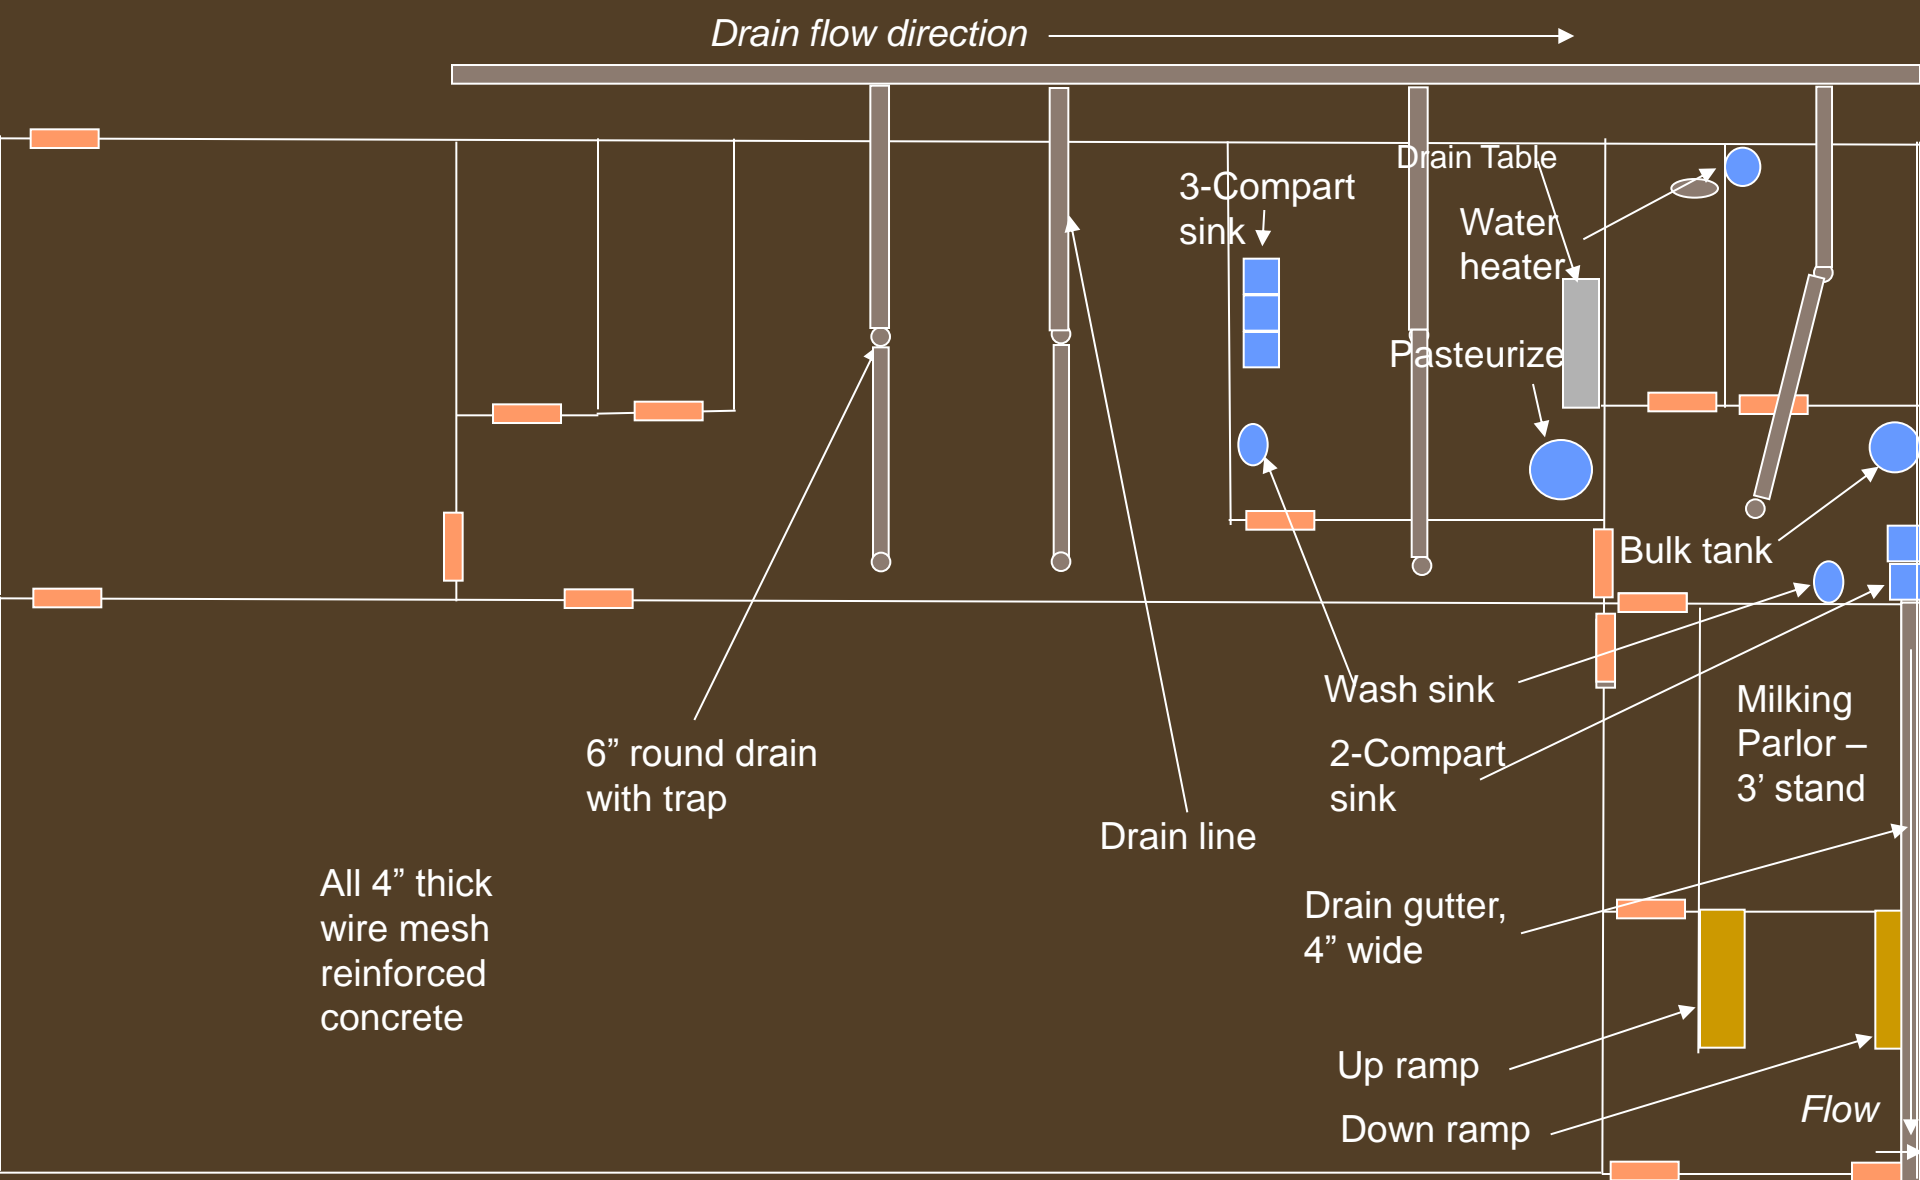 Drain flow direction
Drain Table
3-Compart
sink
Water
heater
Pasteurize
Bulk tank
Wash sink
2-Compart
sink
Milking
Parlor –
3’ stand
6” round drain
with trap
Drain line
All 4” thick
wire mesh
reinforced
concrete
Drain gutter,
4” wide
Up ramp
Down ramp
Flow